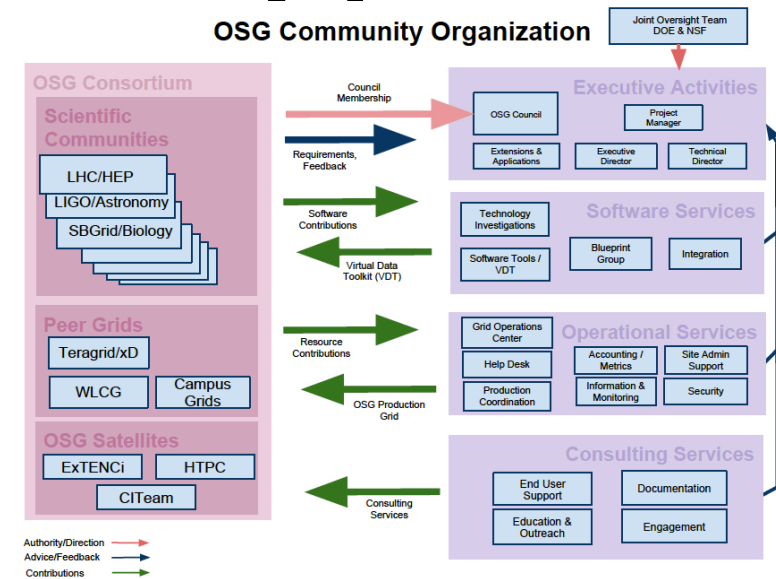 OSG Community Organization
Joint Oversight Team
DOE & NSF
OSG Consortium
Scientific
Communities
LHC/HEP
LIGO/Astronomy
SBGrid/Biology
Peer Grids
Teragrid/xD
WLCG
Campus
Grids
OSG Satellites
ExTENCi
HTPC
CITeam
Council
Membership
Requirements,
Feedback
Software
Contributions
Virtual Data
Toolkit (VDT)
Resource
Contributions
OSG Production
Grid
Consulting
Services
Executive Activities
OSG Council
Project
Manager
Extensions &
Applications
Executive
Director
Technical
Director
Software Services
Technology
Investigations
Software Tools /
VDT
Blueprint
Group
Integration
Operational Services
Grid Operations
Center
Help Desk
Production
Coordination
Accounting /
Metrics
Site Admin
Support
Information &
Monitoring
Security
Consulting Services
End User
Support
Documentation
Education &
Outreach
Engagement
Authority/Direction
Advice/Feedback
Contributions